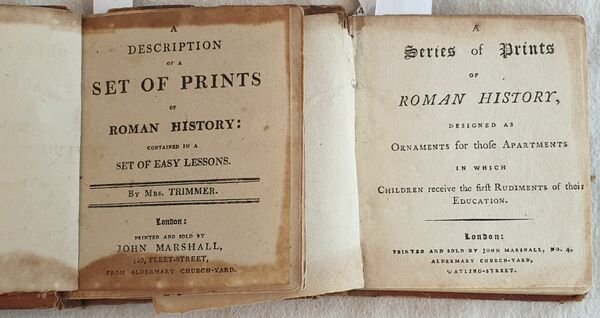 A
DESCRIPTION
OF A
SET OF PRINTS
OF
ROMAN HISTORY:
CONTAINED IN A
SET OF EASY LESSONS.
By Mrs. TRIMMER.
London:
PRINTED AND SOLD BY
JOHN MARSHALL,
140, FLEET-STREET,
FROM ALDERMARY CHURCH-YARD.
A
Series of Prints
OF
ROMAN HISTORY,
DESIGNED AS
ORNAMENTS for thoſe APARTMENTS
IN WHICH
CHILDREN receive the firſt RUDIMENTS of their
EDUCATION.
London:
PRINTED AND SOLD BY JOHN MARSHALL, NO. 4,
ALDERMARY CHURCH-YARD,
WATLING-STREET.